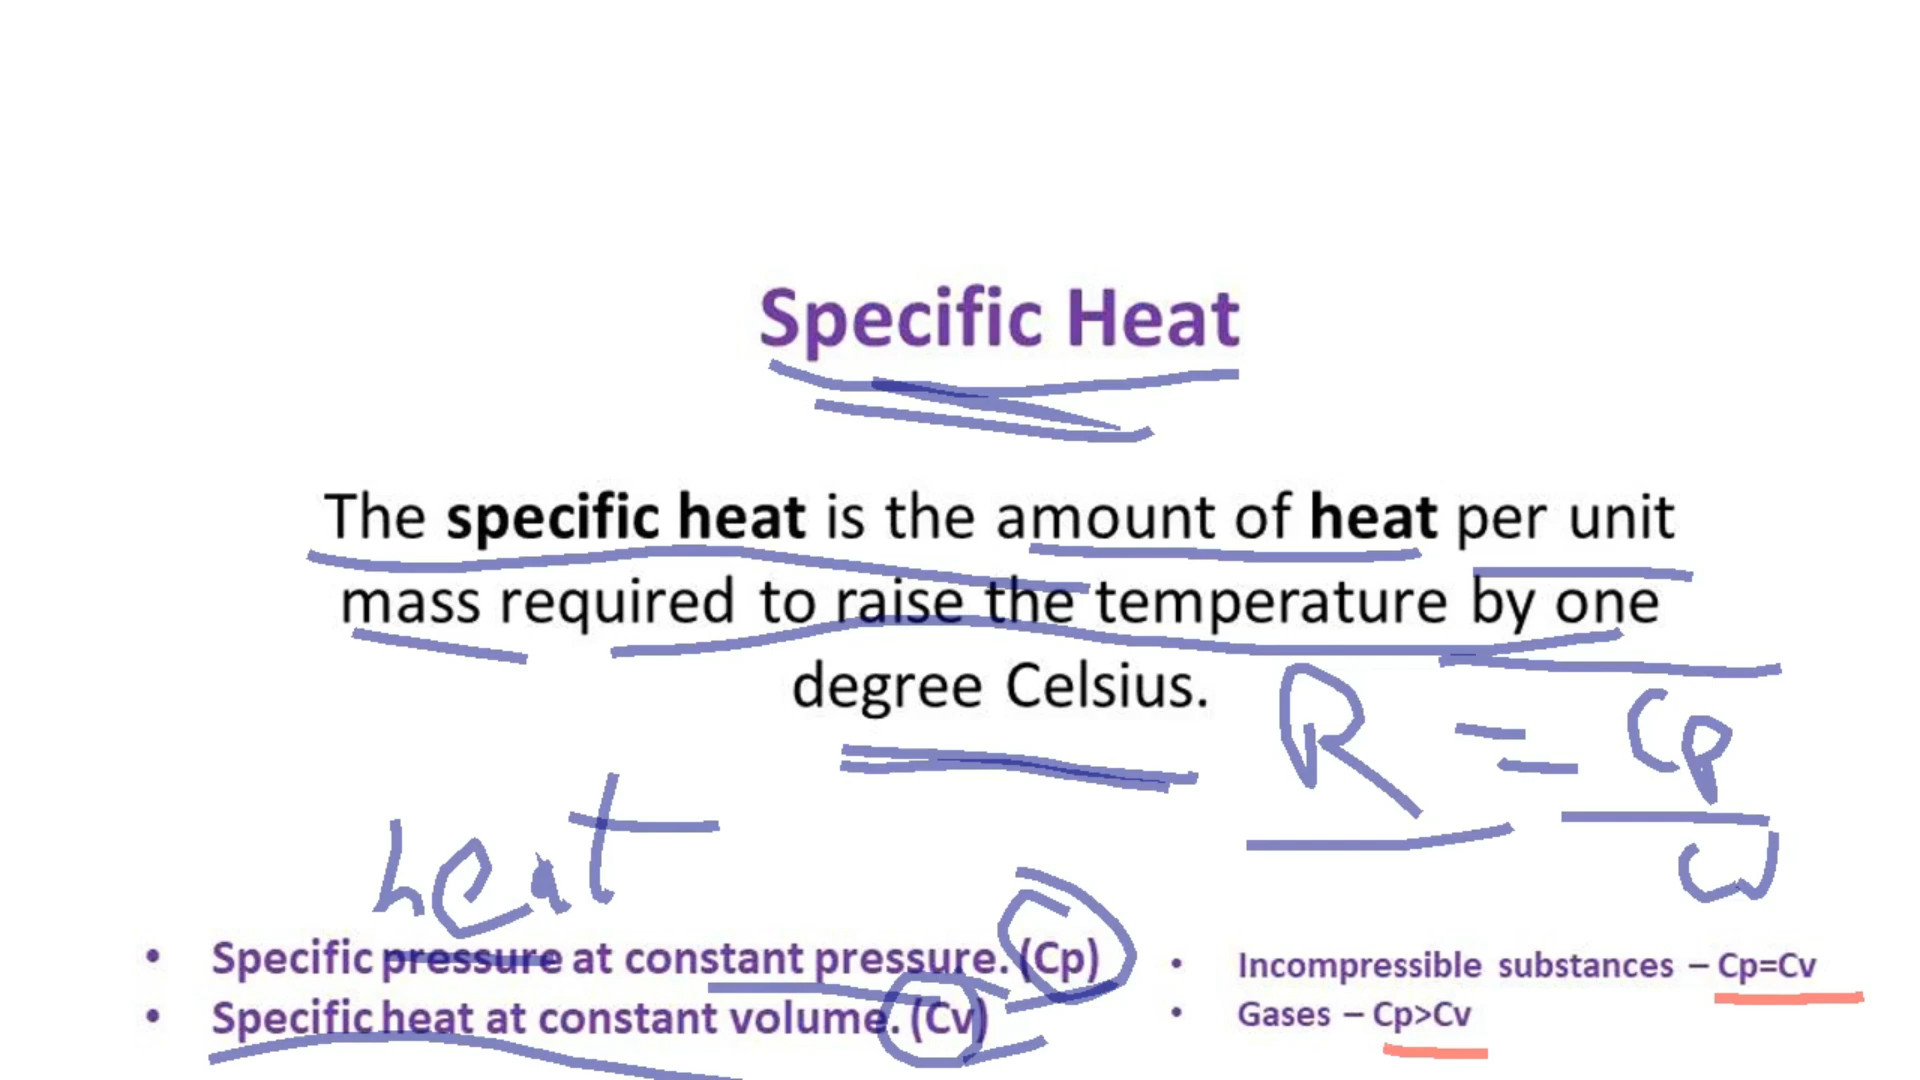 Specific Heat
The specific heat is the amount of heat per unit
mass required to raise the temperature by one
degree Celsius.
R = Cp
Cv
heat
• Specific pressure at constant pressure. (Cp)
• Specific heat at constant volume. (Cv)
• Incompressible substances – Cp=Cv
• Gases – Cp>Cv